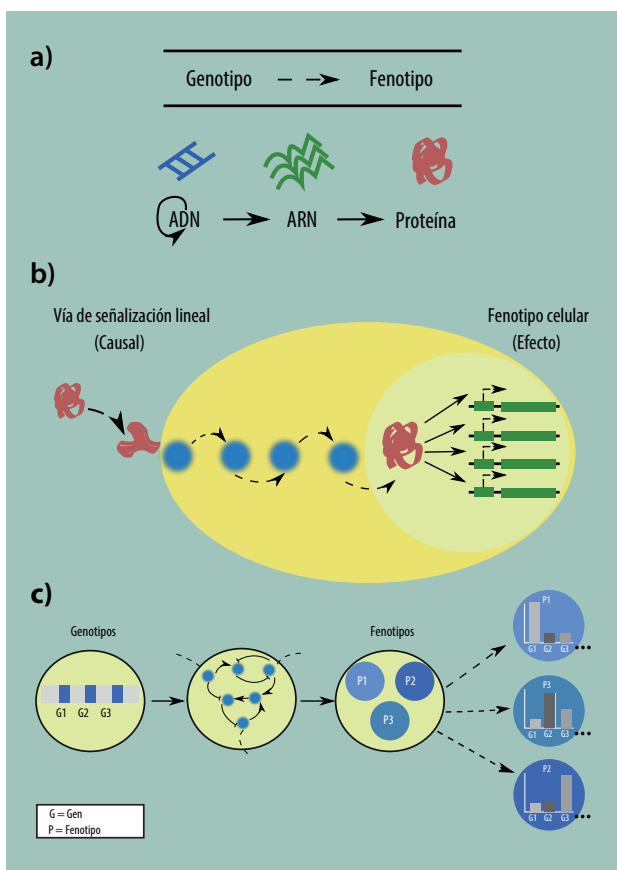 a)
Genotipo Fenotipo
ADN ARN Proteína
b)
Vía de señalización lineal
(Causal)
Fenotipo celular
(Efecto)
c)
Genotipos
Fenotipos
G1 G2 G3
P1 P2
P3
P1
G1 G2 G3 •••
P3
G1 G2 G3 •••
P2
G1 G2 G3 •••
G = Gen
P = Fenotipo